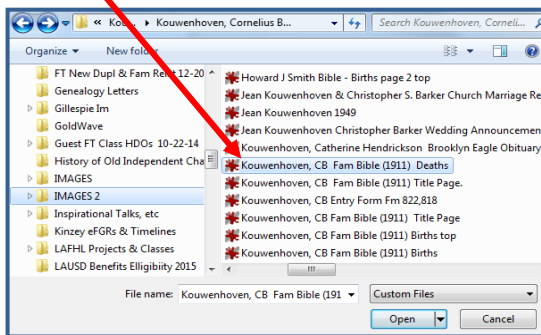 « Kou... ▸ Kouwenhoven, Cornelius B...
Search Kouwenhoven, Corneli...
Organize
New folder
FT New Dupl & Fam 12-20
Genealogy Letters
Gillespie Im
GoldWave
Guest FT Class HDOs 10-22-14
History of Old Independent Cha
IMAGES
IMAGES 2
Inspirational Talks, etc
Kinzey eFGRs & Timelines
LAFHL Projects & Classes
LAUSD Benefits Elligibiity 2015
Howard J Smith Bible - Births page 2 top
Jean Kouwenhoven & Christopher S. Barker Church Marriage Re
Jean Kouwenhoven 1949
Jean Kouwenhoven Christopher Barker Wedding Announcemen
Kouwenhoven, Catherine Hendrickson Brooklyn Eagle Obituary
Kouwenhoven, CB Fam Bible (1911) Deaths
Kouwenhoven, CB Fam Bible (1911) Title Page.
Kouwenhoven, CB Entry Form Fm 822,818
Kouwenhoven, CB Fam Bible (1911) Title Page
Kouwenhoven, CB Fam Bible (1911) Births top
Kouwenhoven, CB Fam Bible (1911) Births
File name: Kouwenhoven, CB Fam Bible (191
Custom Files
Open
Cancel